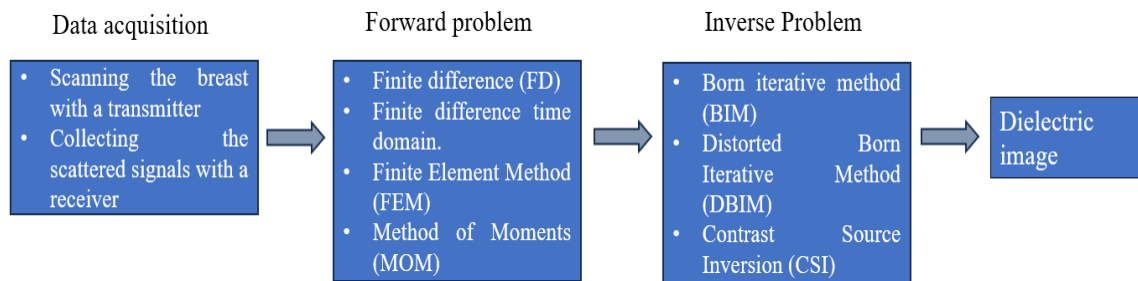 Data acquisition
• Scanning the breast
with a transmitter
• Collecting the
scattered signals with a
receiver
Forward problem
• Finite difference (FD)
• Finite difference time
domain.
• Finite Element Method
(FEM)
• Method of Moments
(MOM)
Inverse Problem
• Born iterative method
(BIM)
• Distorted Born
Iterative Method
(DBIM)
• Contrast Source
Inversion (CSI)
Dielectric
image